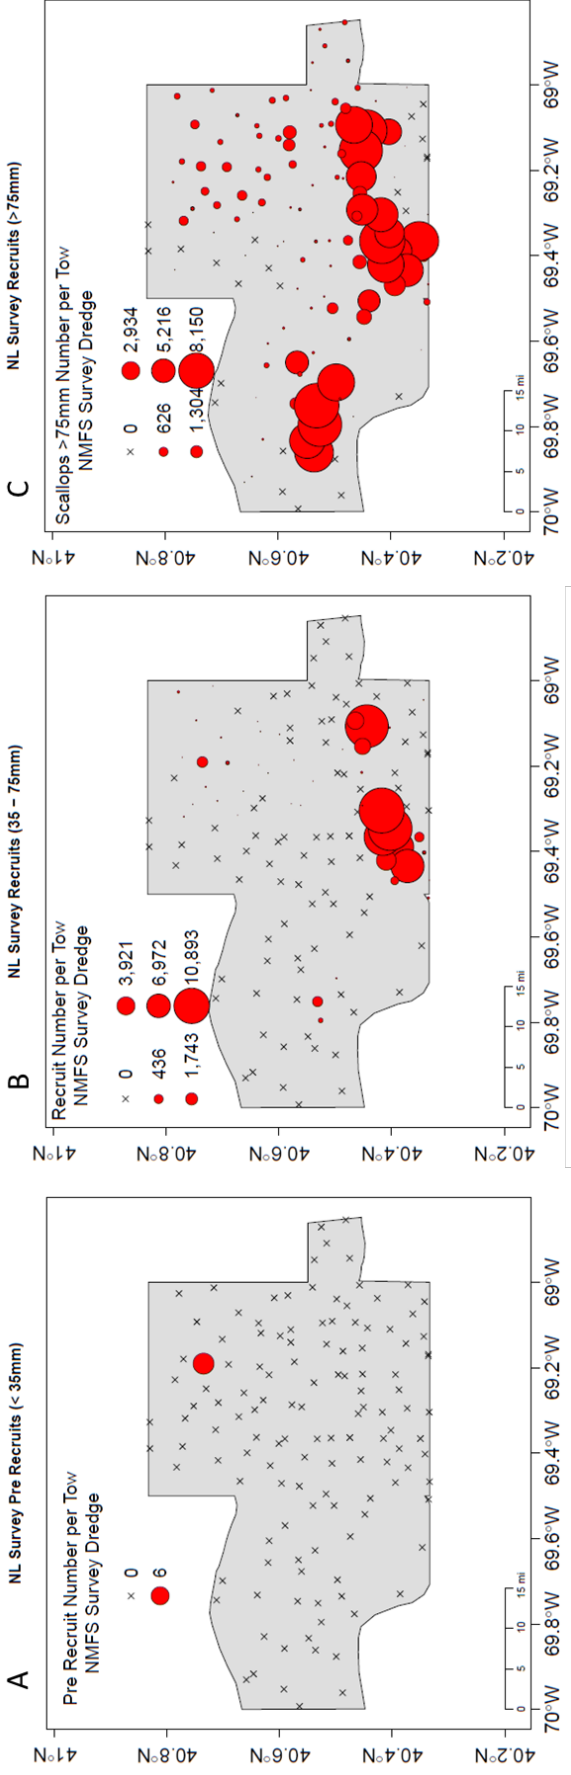 A
NL Survey Pre Recruits (< 35mm)
Pre Recruit Number per Tow
NMFS Survey Dredge
0
6
41°N
40.8°N
40.6°N
40.4°N
40.2°N
0 5 10 15 mi
70°W 69.8°W 69.6°W 69.4°W 69.2°W 69°W
B
NL Survey Recruits (35 – 75mm)
Recruit Number per Tow
NMFS Survey Dredge
0 3,921
436 6,972
1,743 10,893
41°N
40.8°N
40.6°N
40.4°N
40.2°N
0 5 10 15 mi
70°W 69.8°W 69.6°W 69.4°W 69.2°W 69°W
C
NL Survey Recruits (>75mm)
Scallops >75mm Number per Tow
NMFS Survey Dredge
0 2,934
626 5,216
1,304 8,150
41°N
40.8°N
40.6°N
40.4°N
40.2°N
0 5 10 15 mi
70°W 69.8°W 69.6°W 69.4°W 69.2°W 69°W